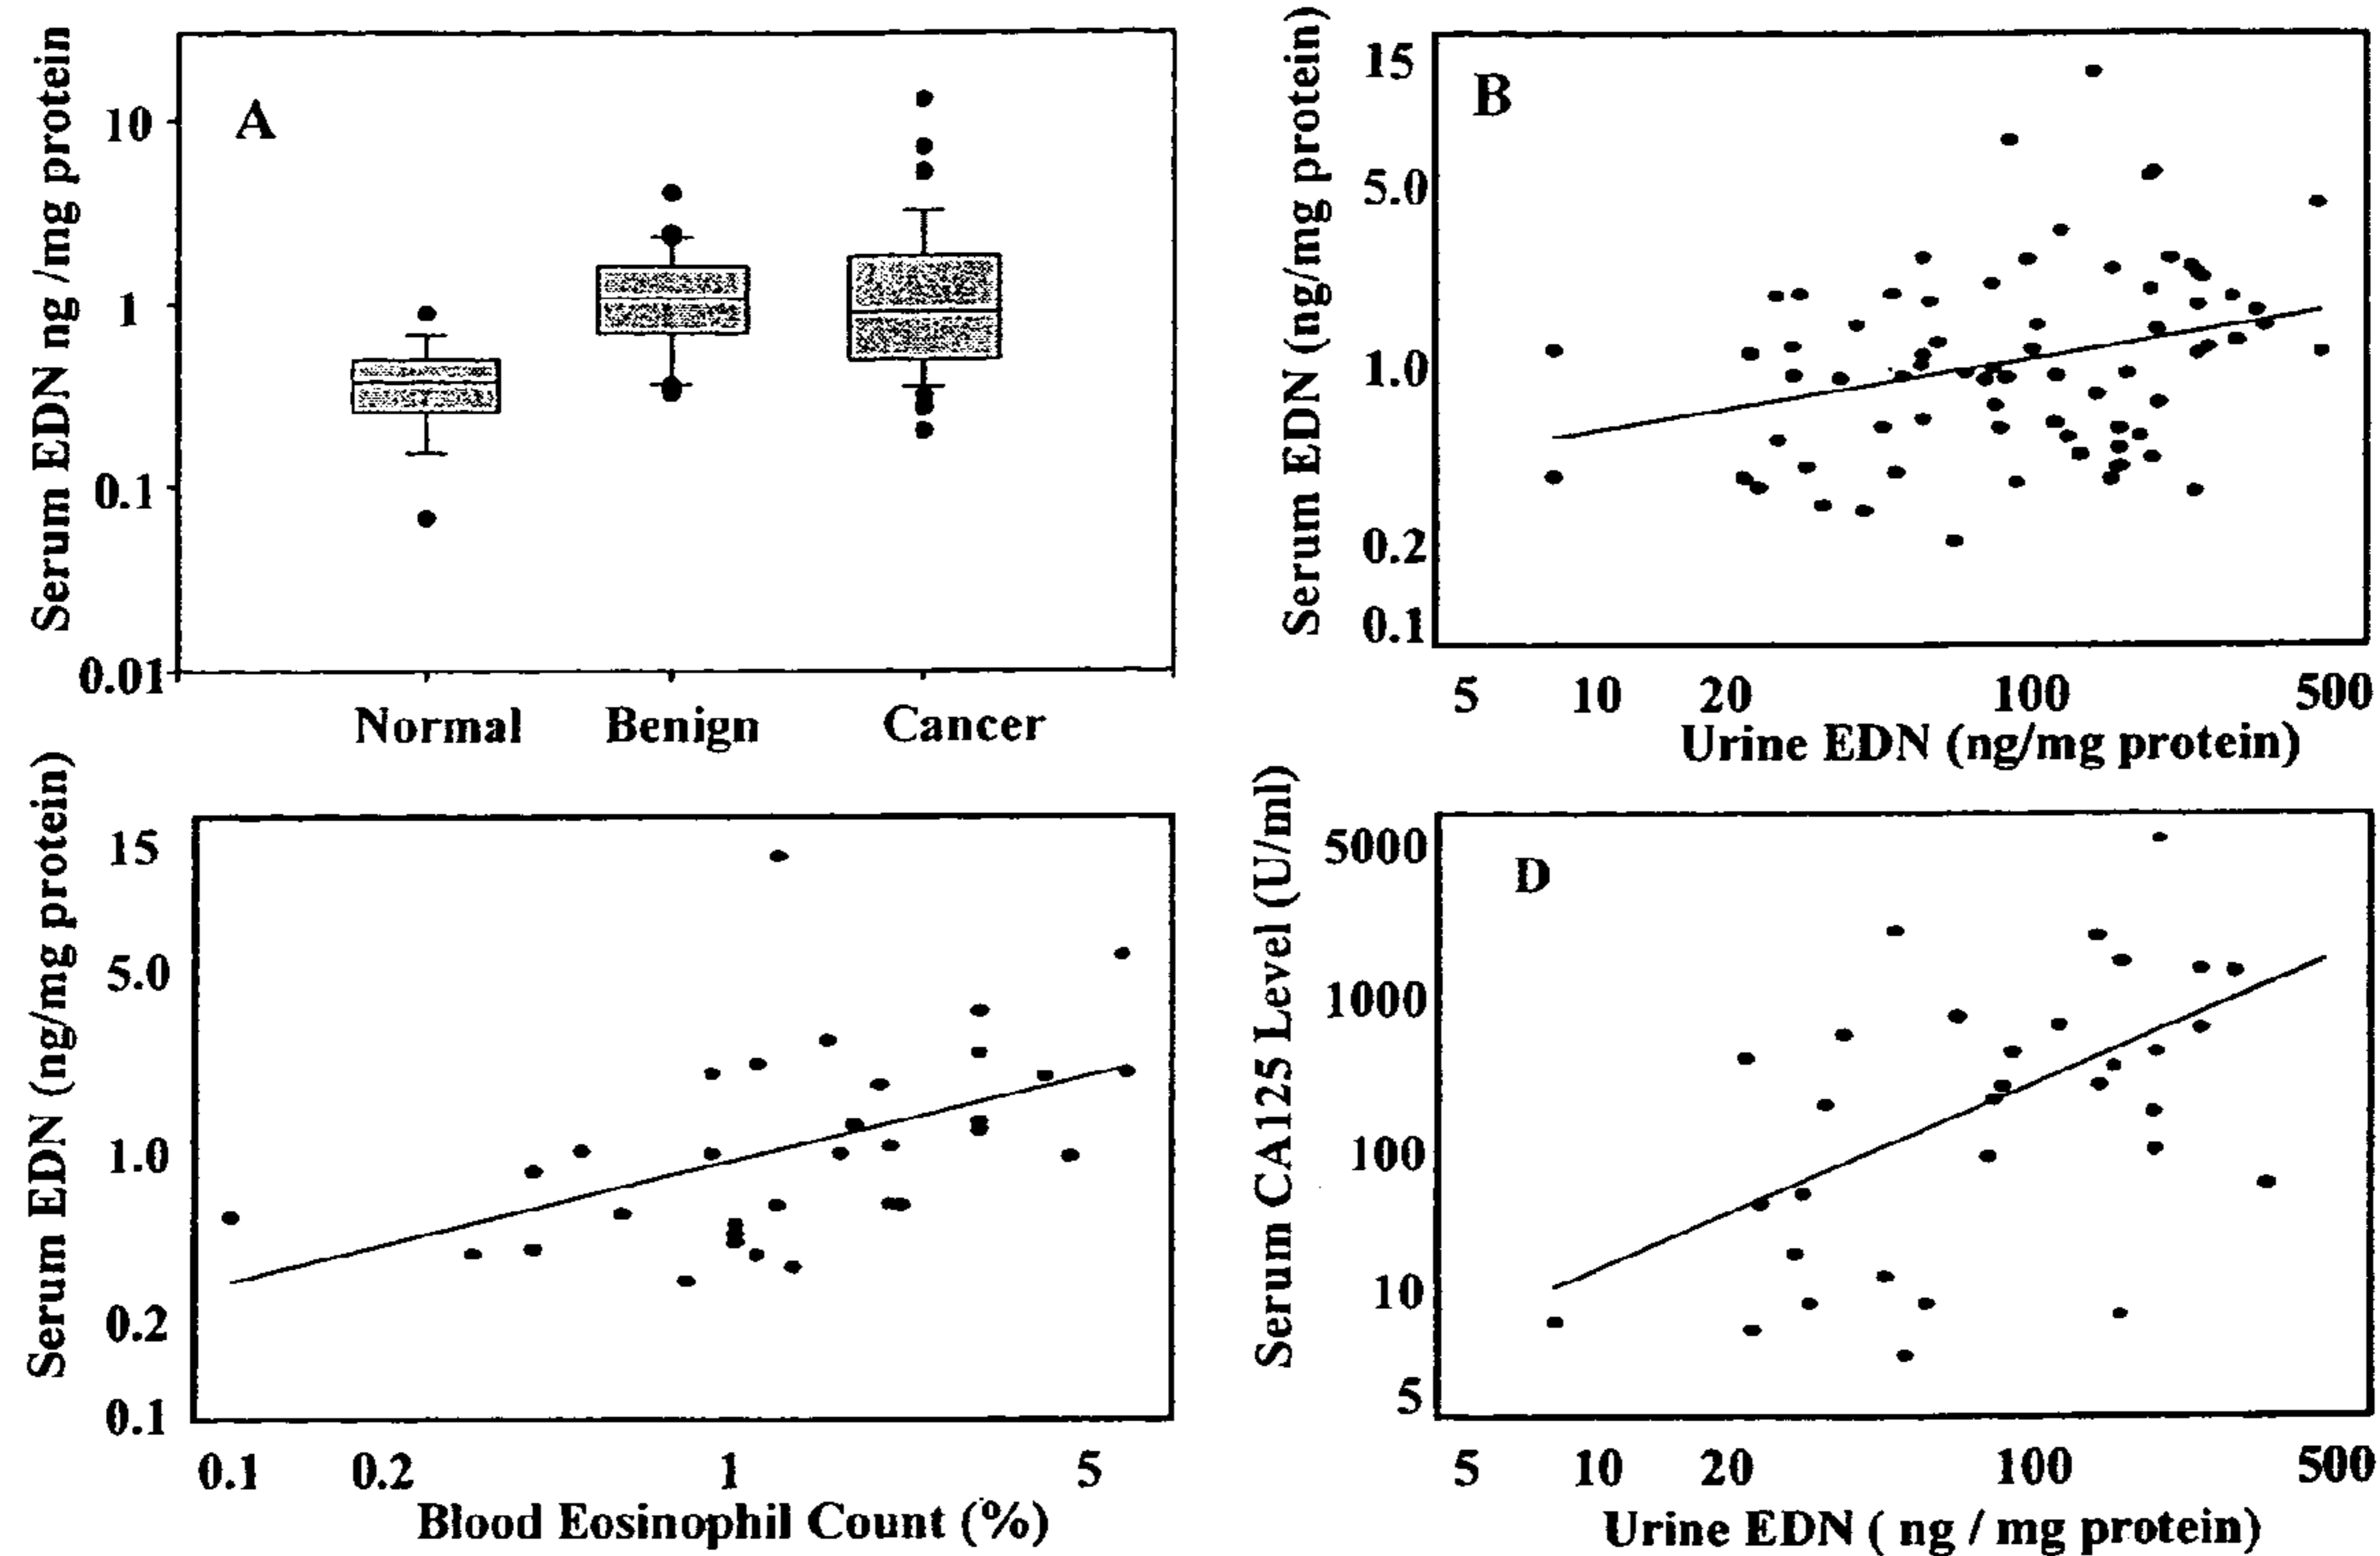 Serum EDN ng /mg protein
10
1
0.1
0.01
A
Normal Benign Cancer
Serum EDN (ng/mg protein)
15
5.0
1.0
0.2
0.1
B
5 10 20 100 500
Urine EDN (ng/mg protein)
Serum EDN (ng/mg protein)
15
5.0
1.0
0.2
0.1
0.1 0.2 1 5
Blood Eosinophil Count (%)
Serum CA125 Level (U/ml)
5000
1000
100
10
5
D
5 10 20 100 500
Urine EDN ( ng / mg protein)